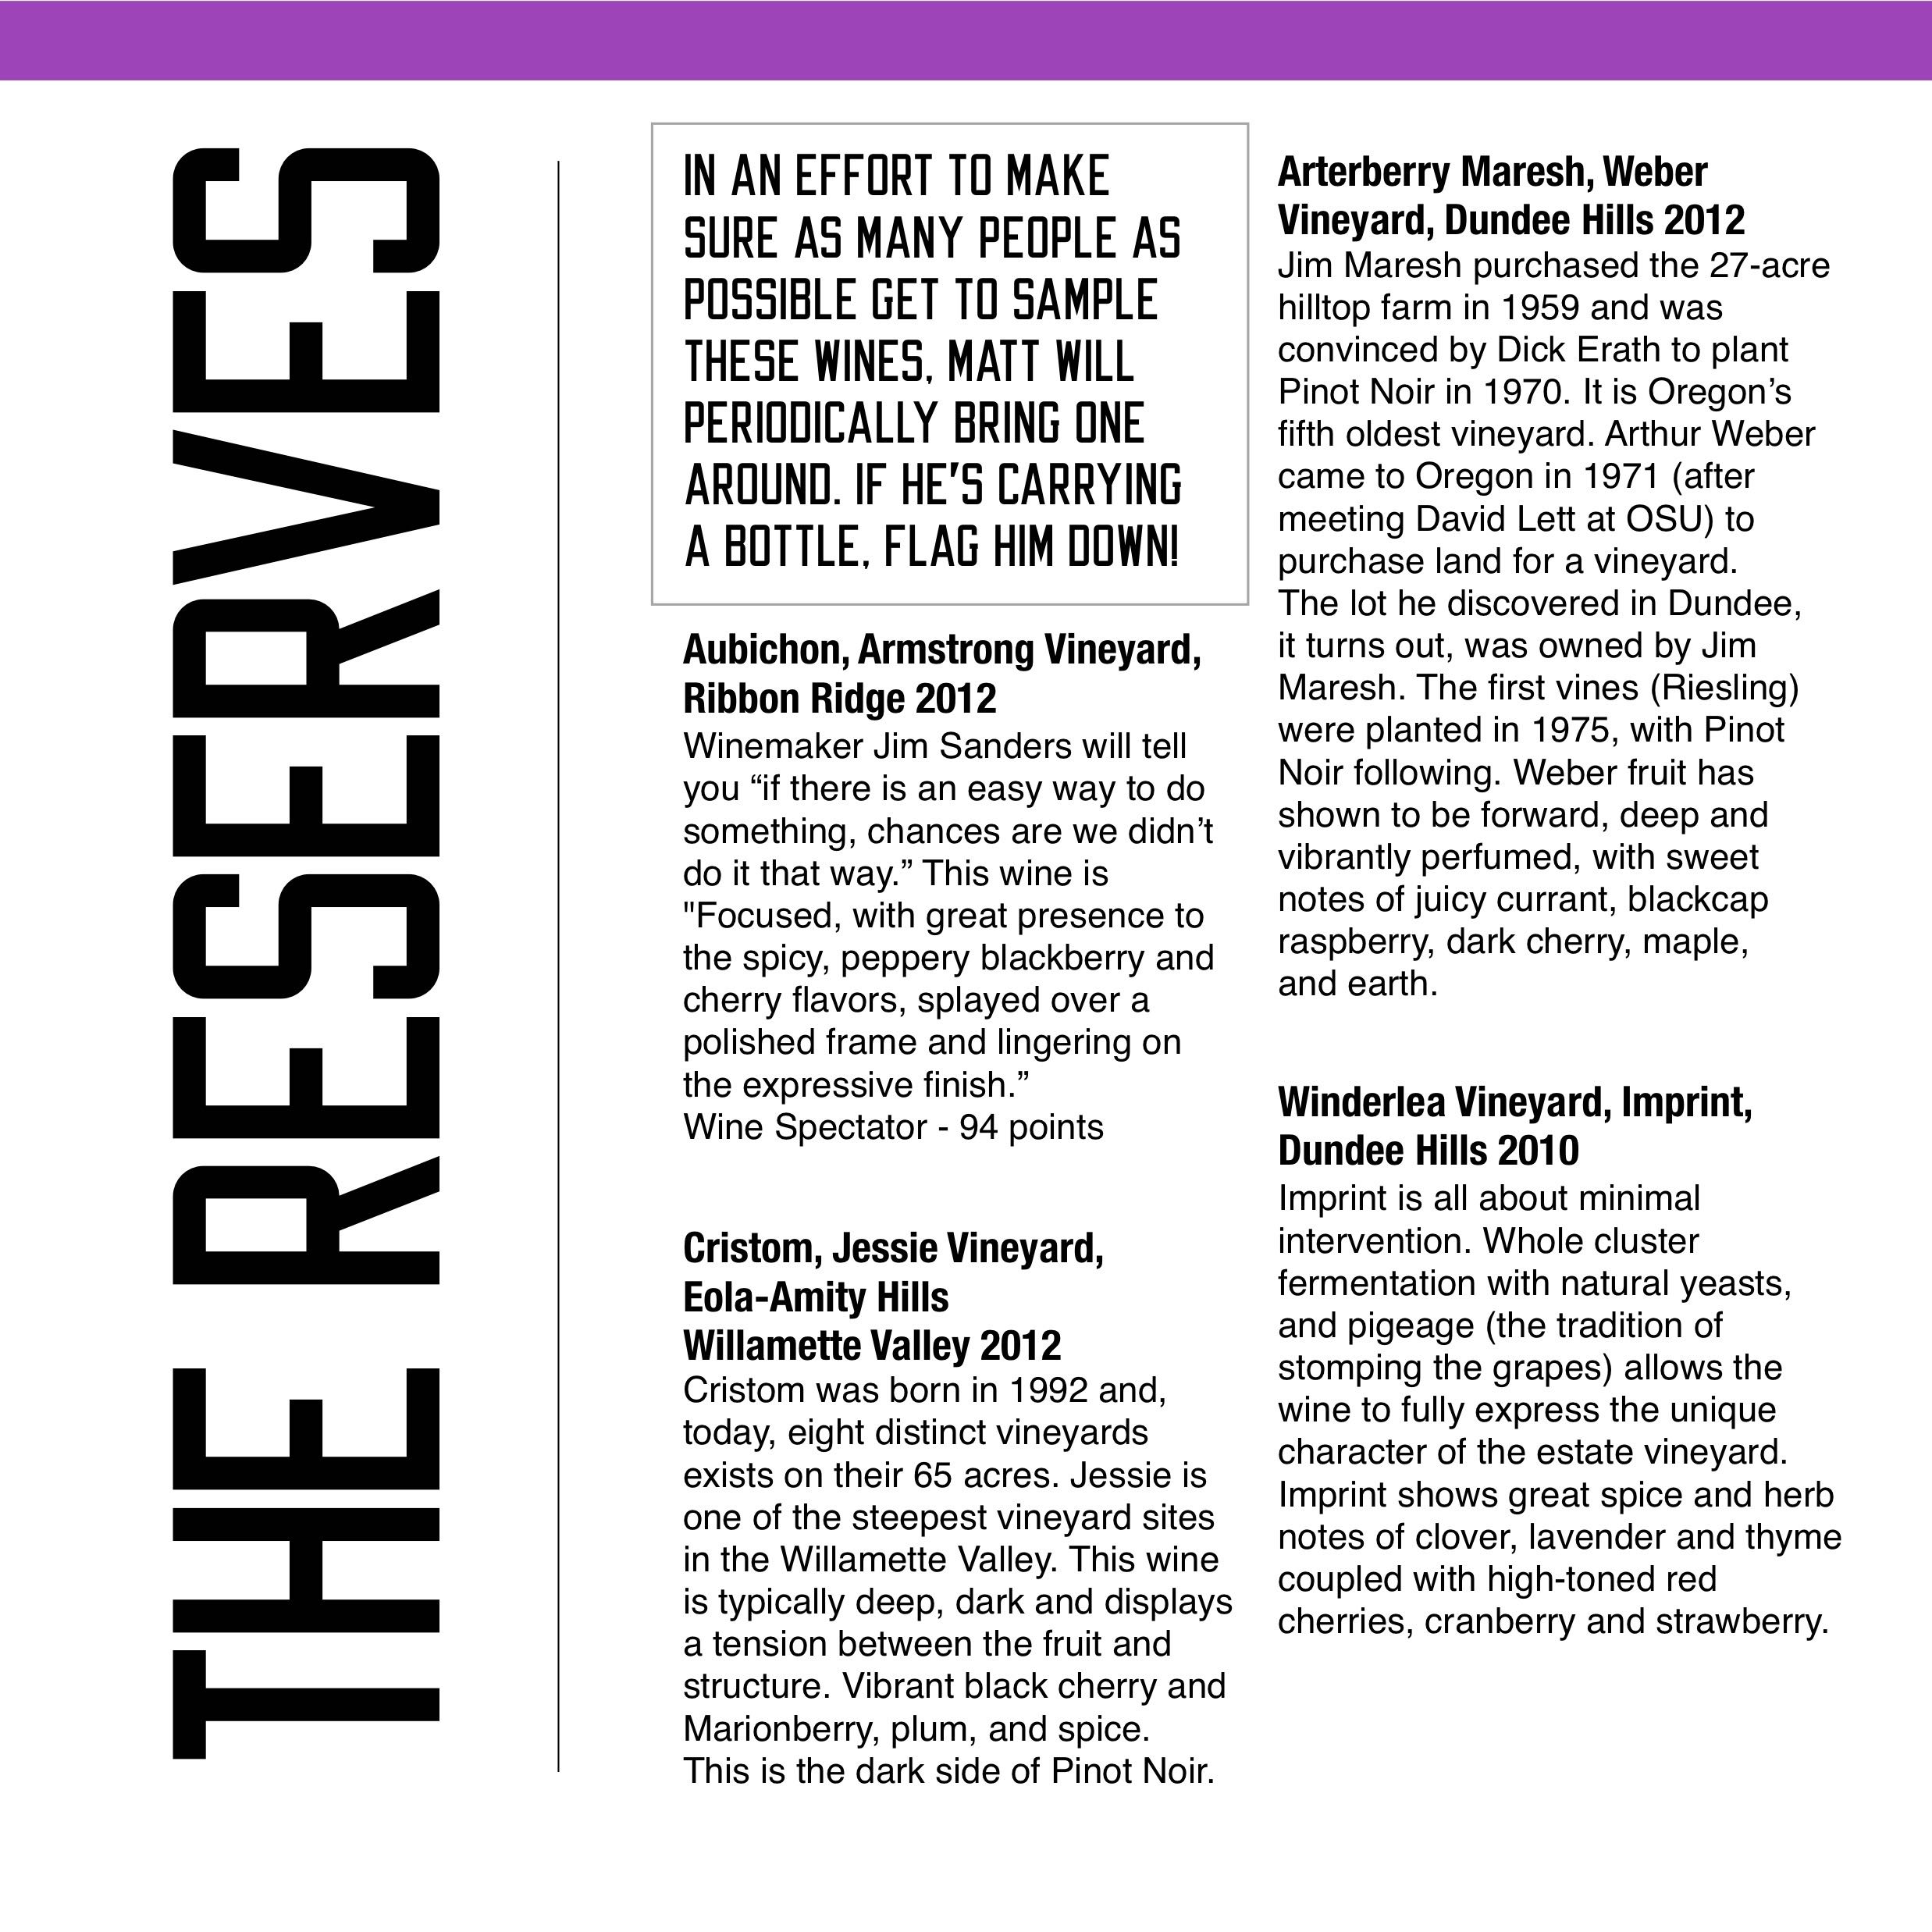 THE RESERVES
IN AN EFFORT TO MAKE
SURE AS MANY PEOPLE AS
POSSIBLE GET TO SAMPLE
THESE WINES, MATT WILL
PERIODICALLY BRING ONE
AROUND. IF HE'S CARRYING
A BOTTLE, FLAG HIM DOWN!
Aubichon, Armstrong Vineyard,
Ribbon Ridge 2012
Winemaker Jim Sanders will tell
you “if there is an easy way to do
something, chances are we didn’t
do it that way.” This wine is
"Focused, with great presence to
the spicy, peppery blackberry and
cherry flavors, splayed over a
polished frame and lingering on
the expressive finish.”
Wine Spectator - 94 points
Cristom, Jessie Vineyard,
Eola-Amity Hills
Willamette Valley 2012
Cristom was born in 1992 and,
today, eight distinct vineyards
exists on their 65 acres. Jessie is
one of the steepest vineyard sites
in the Willamette Valley. This wine
is typically deep, dark and displays
a tension between the fruit and
structure. Vibrant black cherry and
Marionberry, plum, and spice.
This is the dark side of Pinot Noir.
Arterberry Maresh, Weber
Vineyard, Dundee Hills 2012
Jim Maresh purchased the 27-acre
hilltop farm in 1959 and was
convinced by Dick Erath to plant
Pinot Noir in 1970. It is Oregon’s
fifth oldest vineyard. Arthur Weber
came to Oregon in 1971 (after
meeting David Lett at OSU) to
purchase land for a vineyard.
The lot he discovered in Dundee,
it turns out, was owned by Jim
Maresh. The first vines (Riesling)
were planted in 1975, with Pinot
Noir following. Weber fruit has
shown to be forward, deep and
vibrantly perfumed, with sweet
notes of juicy currant, blackcap
raspberry, dark cherry, maple,
and earth.
Winderlea Vineyard, Imprint,
Dundee Hills 2010
Imprint is all about minimal
intervention. Whole cluster
fermentation with natural yeasts,
and pigeage (the tradition of
stomping the grapes) allows the
wine to fully express the unique
character of the estate vineyard.
Imprint shows great spice and herb
notes of clover, lavender and thyme
coupled with high-toned red
cherries, cranberry and strawberry.